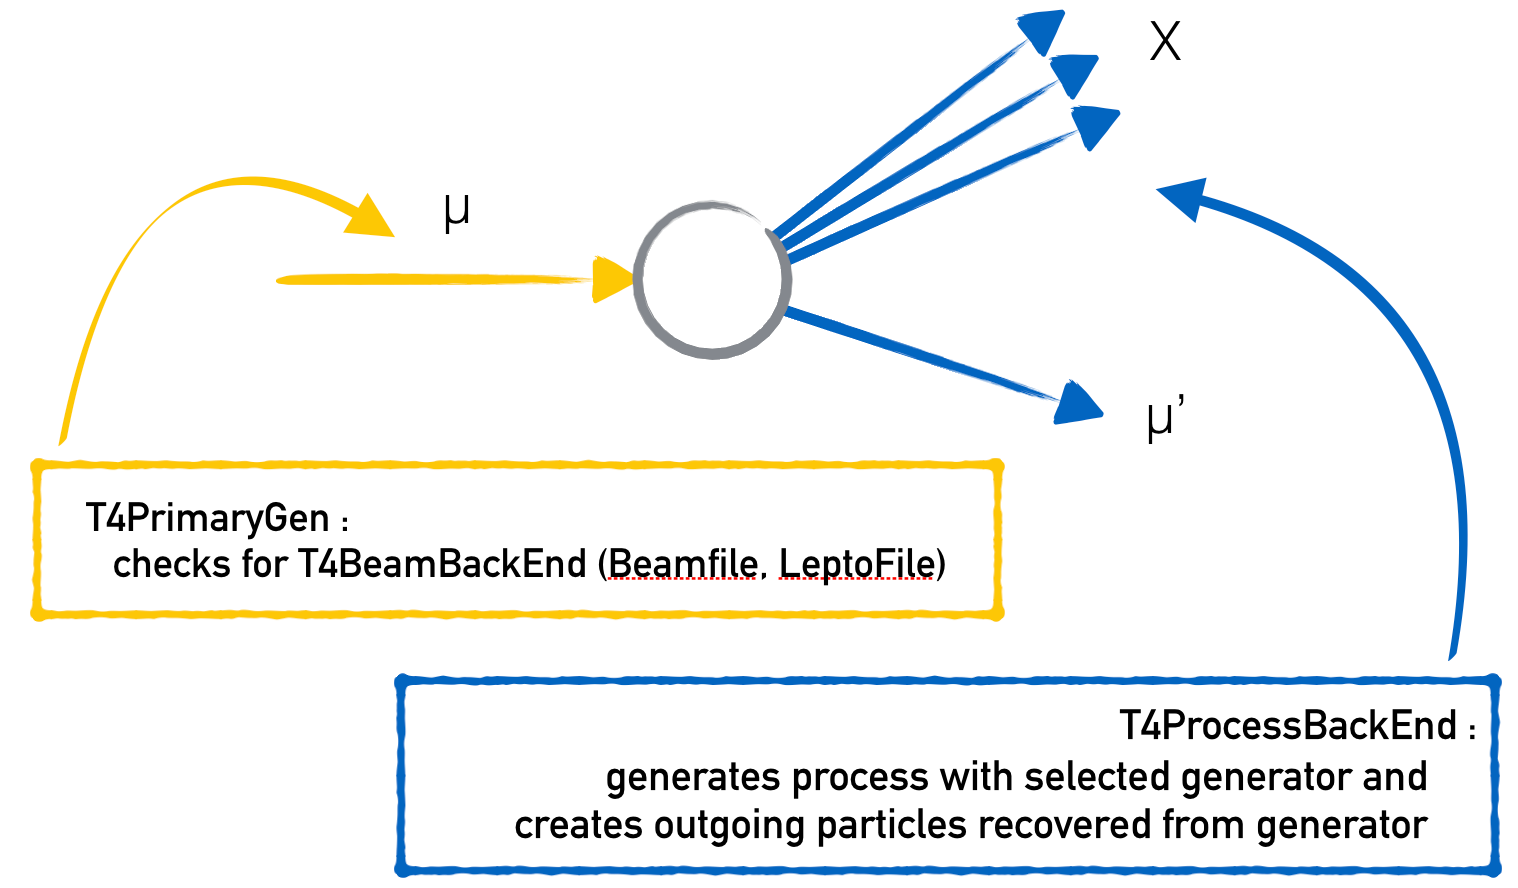 X
μ
μ’
T4PrimaryGen :
checks for T4BeamBackEnd (Beamfile, LeptoFile)
T4ProcessBackEnd :
generates process with selected generator and
creates outgoing particles recovered from generator